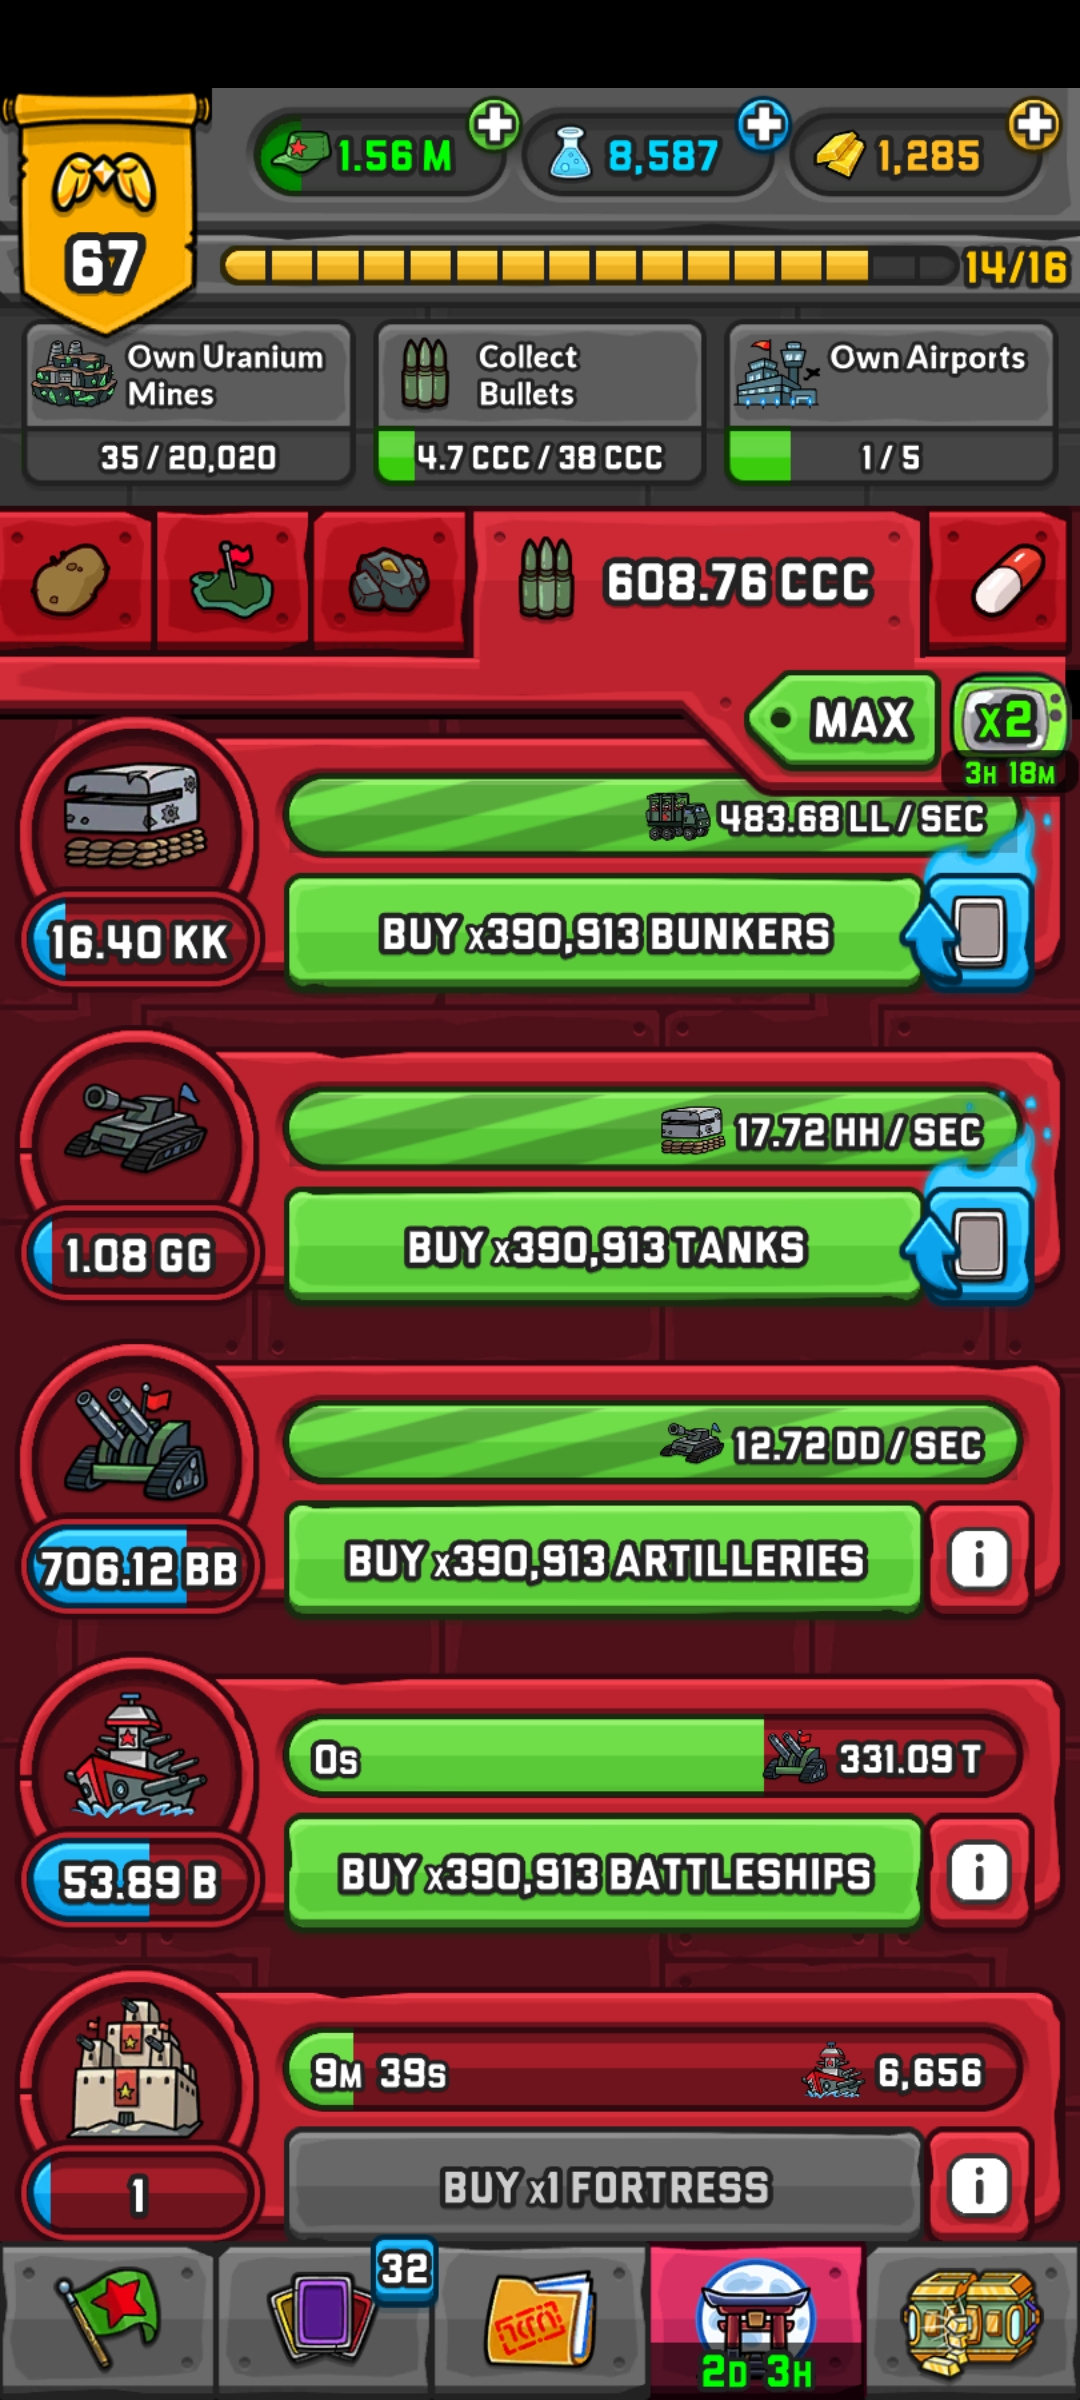 67
1.56 M
8,587
1,285
14/16
Own Uranium
Mines
35 / 20,020
Collect
Bullets
4.7 CCC / 38 CCC
Own Airports
1 / 5
608.76 CCC
MAX
x2
3H 18M
483.68 LL / SEC
16.40 KK
BUY x390,913 BUNKERS
17.72 HH / SEC
1.08 GG
BUY x390,913 TANKS
12.72 DD / SEC
706.12 BB
BUY x390,913 ARTILLERIES
i
0s
331.09 T
53.89 B
BUY x390,913 BATTLESHIPS
i
9M 39s
6,656
1
BUY x1 FORTRESS
i
32
2D 3H